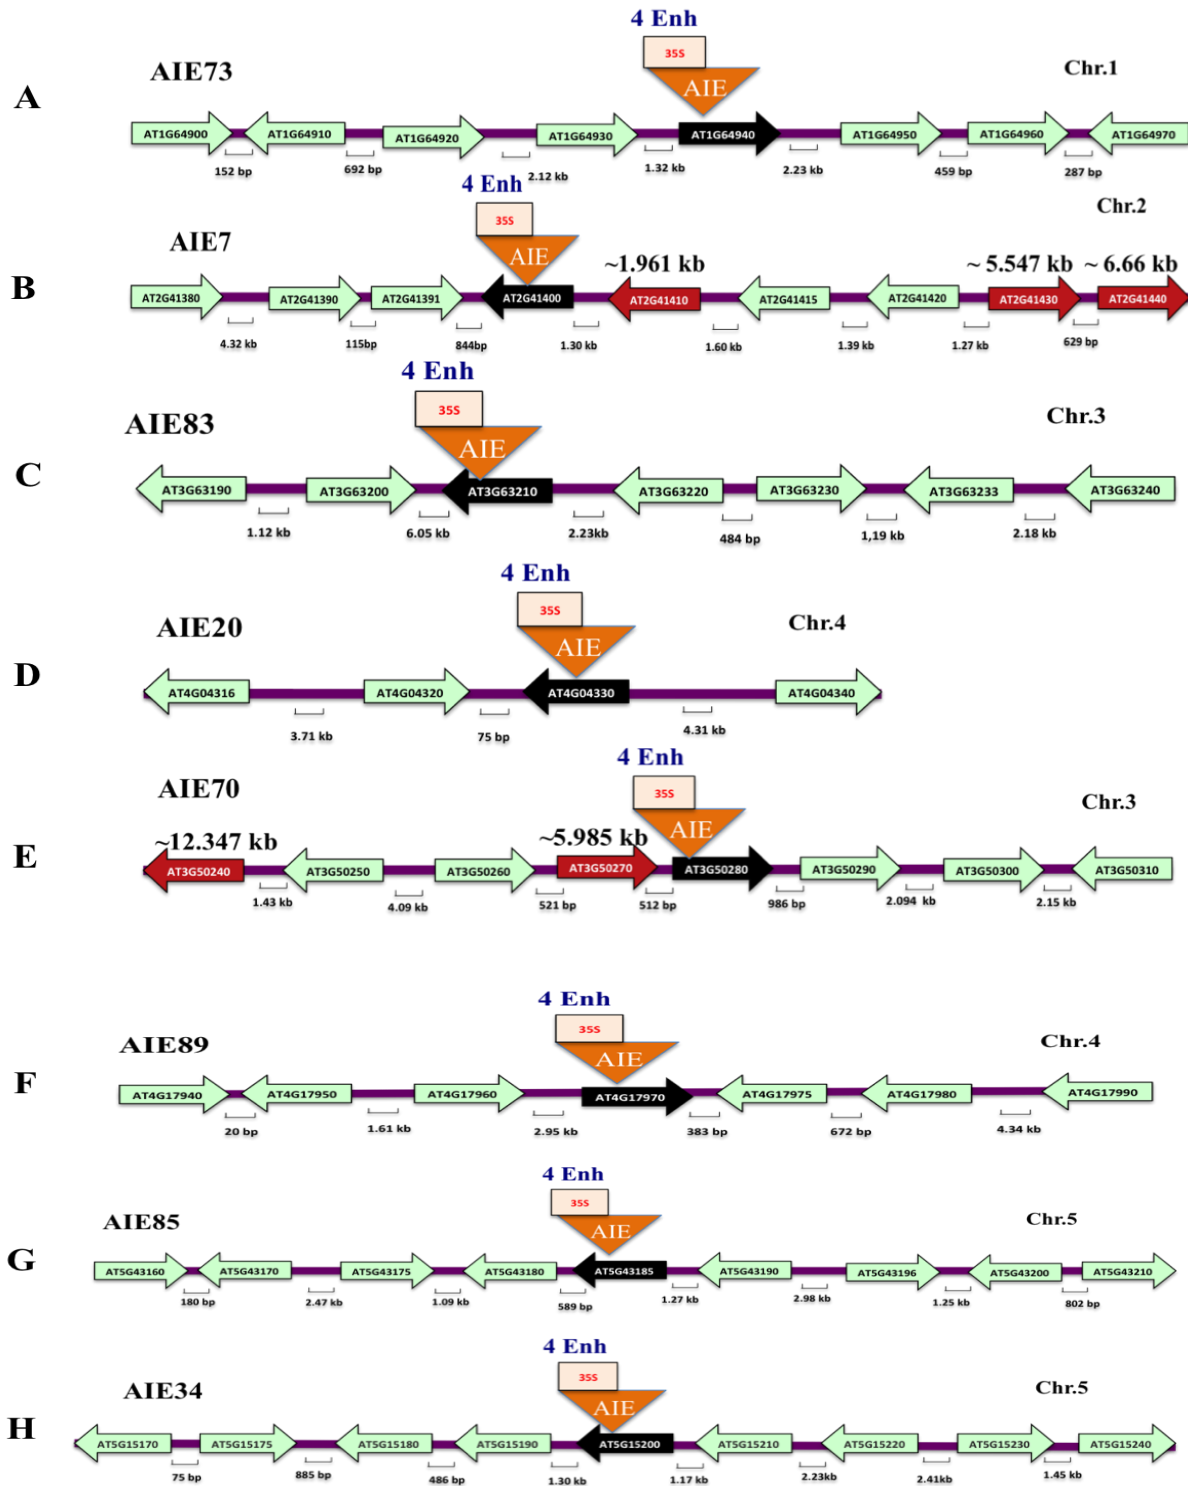 4 Enh
35S
AIE73
Chr.1
AIE
A
AT1G64900
AT1G64910
AT1G64920
AT1G64930
AT1G64940
AT1G64950
AT1G64960
AT1G64970
152 bp
692 bp
2.12 kb
1.32 kb
2.23 kb
459 bp
287 bp
4 Enh
35S
Chr.2
AIE7
AIE
~1.961 kb
~ 5.547 kb
~ 6.66 kb
B
AT2G41380
AT2G41390
AT2G41391
AT2G41400
AT2G41410
AT2G41415
AT2G41420
AT2G41430
AT2G41440
4.32 kb
115bp
844bp
1.30 kb
1.60 kb
1.39 kb
1.27 kb
629 bp
4 Enh
35S
AIE83
Chr.3
AIE
C
AT3G63190
AT3G63200
AT3G63210
AT3G63220
AT3G63230
AT3G63233
AT3G63240
1.12 kb
6.05 kb
2.23kb
484 bp
1,19 kb
2.18 kb
4 Enh
35S
AIE20
Chr.4
AIE
D
AT4G04316
AT4G04320
AT4G04330
AT4G04340
3.71 kb
75 bp
4.31 kb
4 Enh
35S
AIE70
Chr.3
AIE
~12.347 kb
~5.985 kb
E
AT3G50240
AT3G50250
AT3G50260
AT3G50270
AT3G50280
AT3G50290
AT3G50300
AT3G50310
1.43 kb
4.09 kb
521 bp
512 bp
986 bp
2.094 kb
2.15 kb
4 Enh
35S
AIE89
Chr.4
AIE
F
AT4G17940
AT4G17950
AT4G17960
AT4G17970
AT4G17975
AT4G17980
AT4G17990
20 bp
1.61 kb
2.95 kb
383 bp
672 bp
4.34 kb
4 Enh
35S
AIE85
Chr.5
AIE
G
AT5G43160
AT5G43170
AT5G43175
AT5G43180
AT5G43185
AT5G43190
AT5G43196
AT5G43200
AT5G43210
180 bp
2.47 kb
1.09 kb
589 bp
1.27 kb
2.98 kb
1.25 kb
802 bp
4 Enh
35S
AIE34
Chr.5
AIE
H
AT5G15170
AT5G15175
AT5G15180
AT5G15190
AT5G15200
AT5G15210
AT5G15220
AT5G15230
AT5G15240
75 bp
885 bp
486 bp
1.30 kb
1.17 kb
2.23kb
2.41kb
1.45 kb